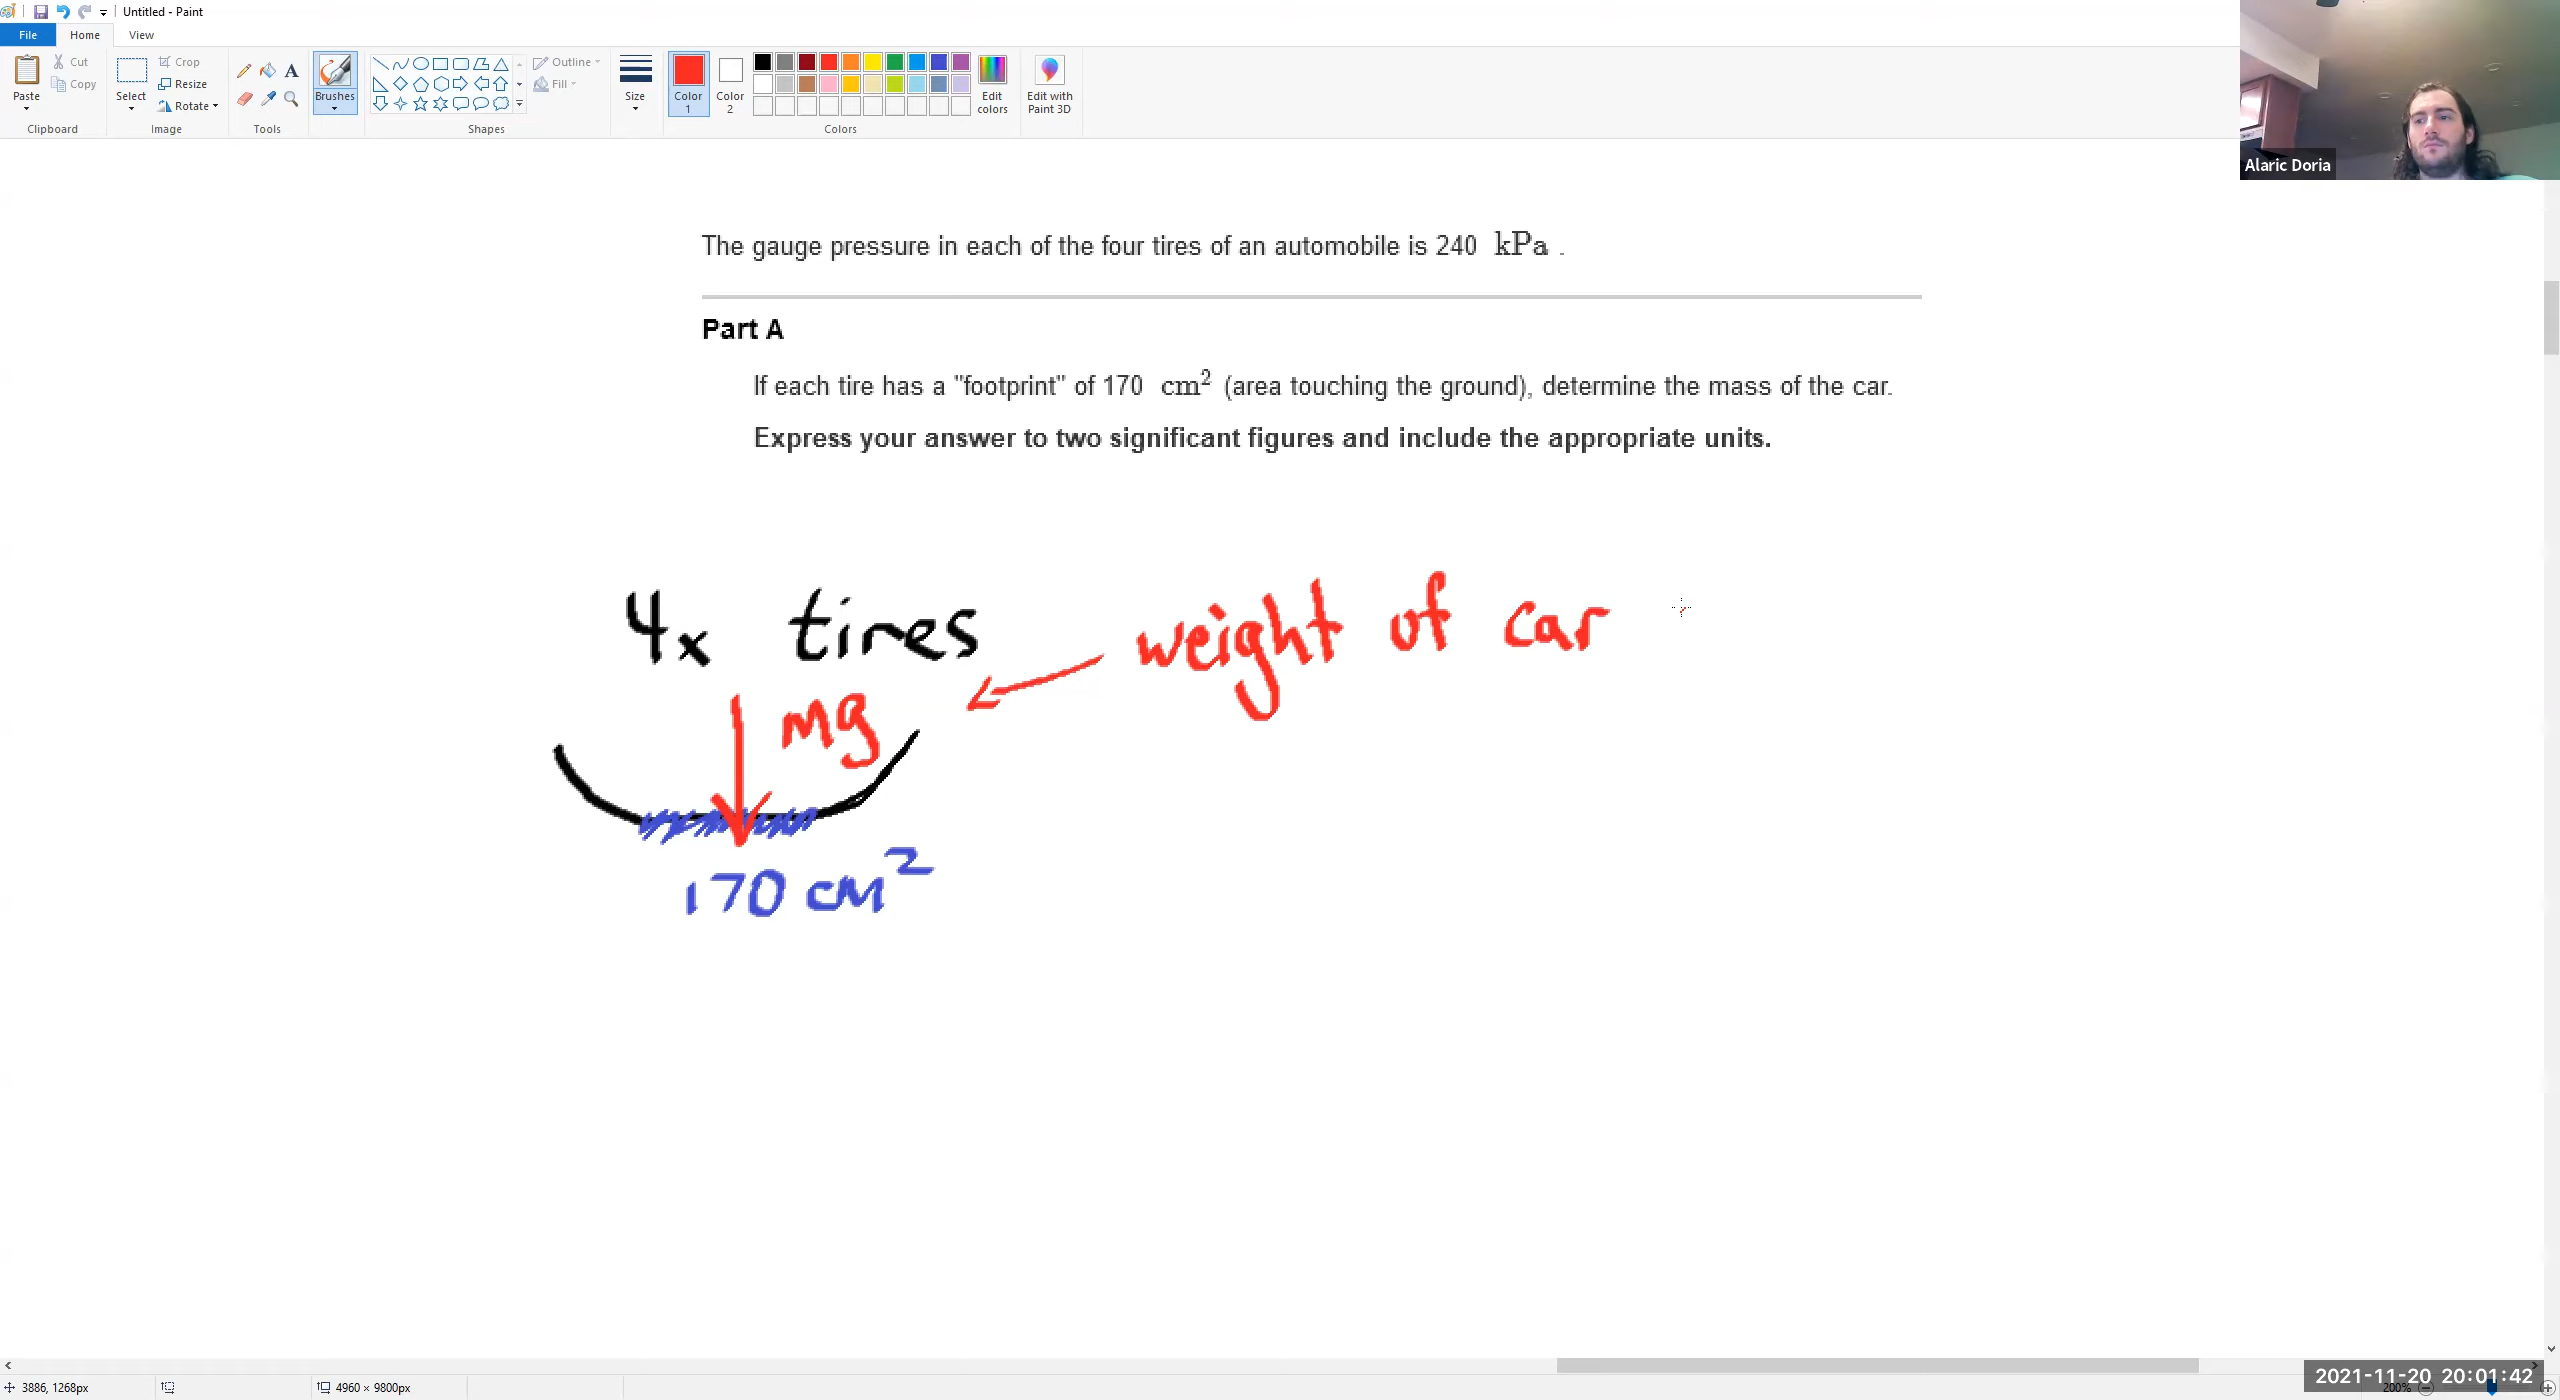 Untitled - Paint
File Home View
Paste
Cut
Copy
Clipboard
Select
Crop
Resize
Rotate
Image
Tools
Brushes
Shapes
Outline
Fill
Size
Color 1
Color 2
Colors
Edit colors
Edit with Paint 3D
Alaric Doria
The gauge pressure in each of the four tires of an automobile is 240 kPa .
Part A
If each tire has a "footprint" of 170 cm² (area touching the ground), determine the mass of the car.
Express your answer to two significant figures and include the appropriate units.
4x tires
weight of car
mg
170 cm²
3886, 1268px
4960 × 9800px
200%
2021-11-20 20:01:42